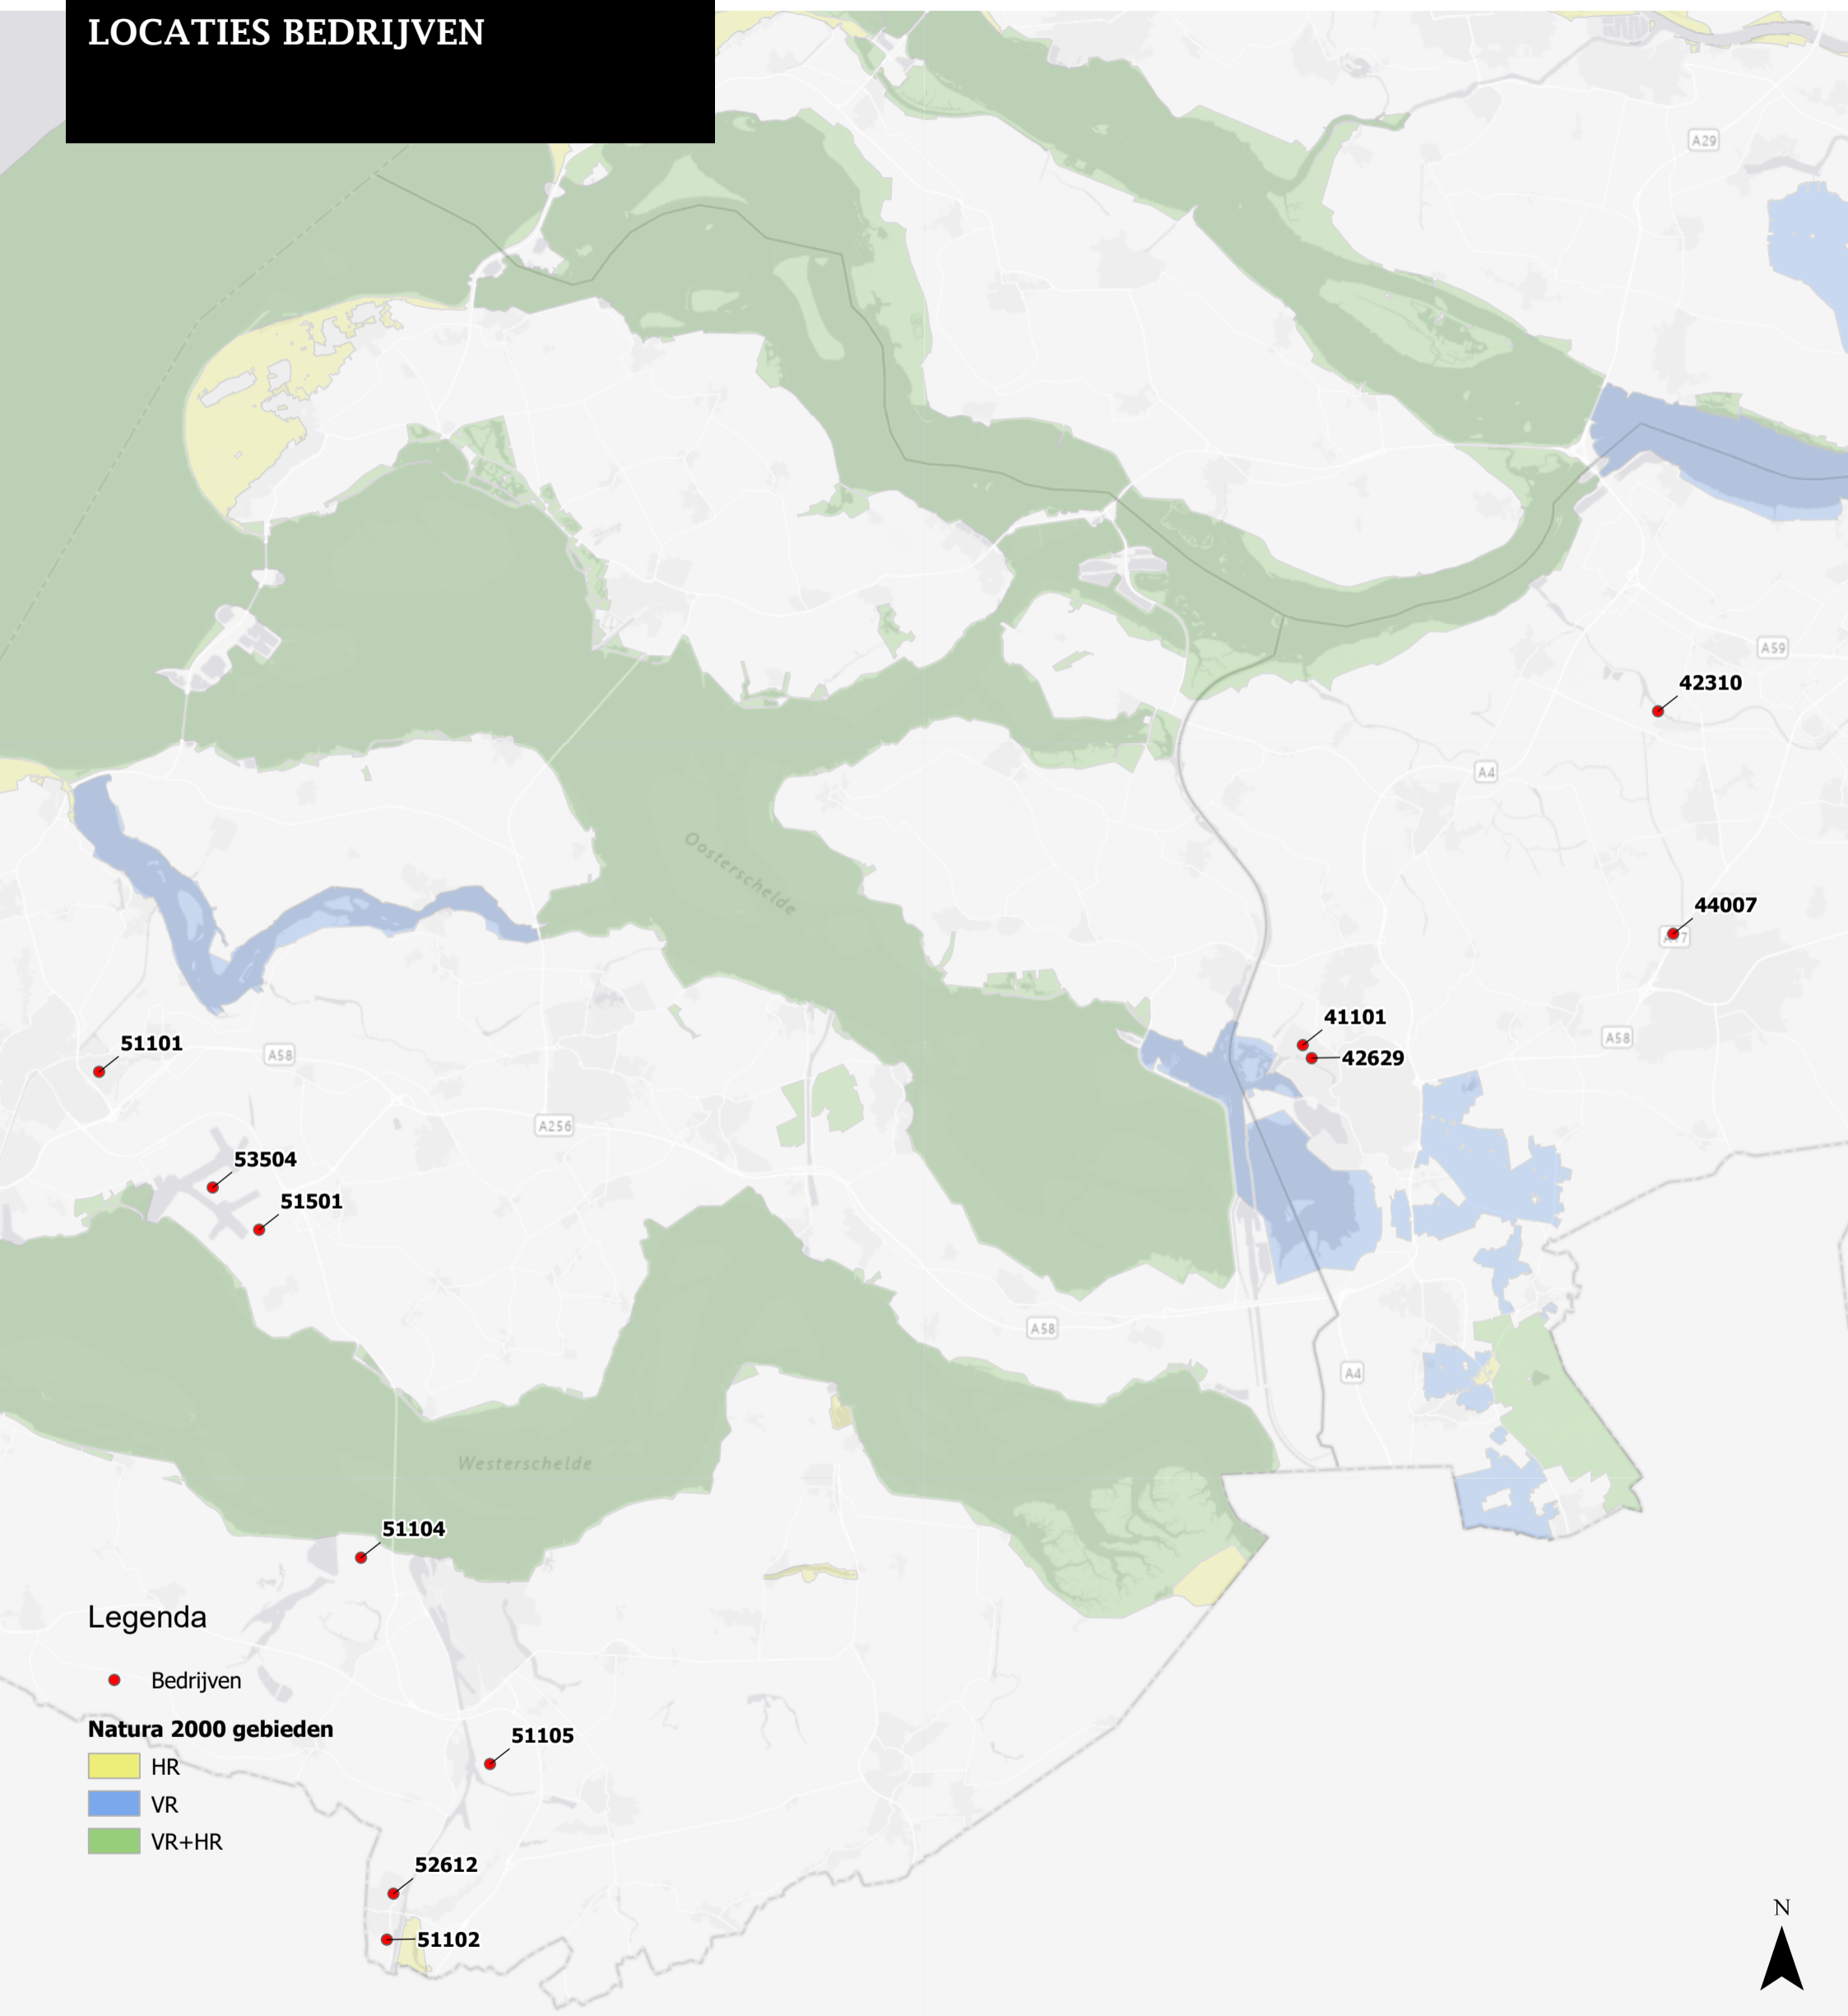 LOCATIES BEDRIJVEN
A29
A59
42310
A4
Oosterschelde
44007
41101
42629
A58
51101
A58
A256
53504
51501
A58
A4
Westerschelde
51104
Legenda
Bedrijven
Natura 2000 gebieden
HR
VR
VR+HR
51105
52612
51102
N